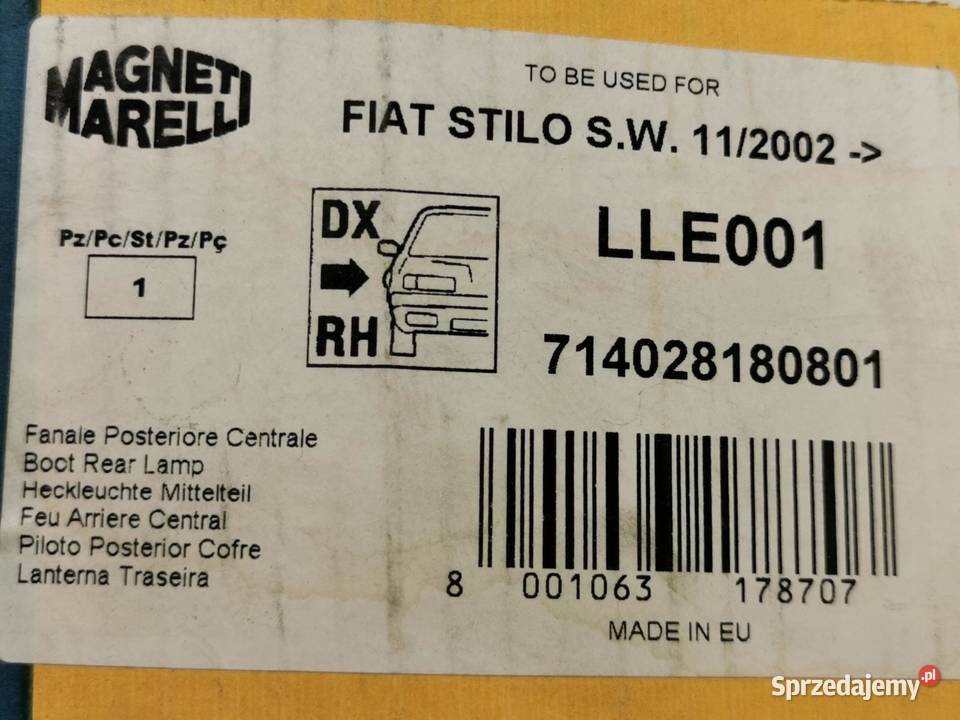 MAGNETI
MARELLI
TO BE USED FOR
FIAT STILO S.W. 11/2002 ->
Pz/Pc/St/Pz/Pç
1
DX
RH
LLE001
714028180801
Fanale Posteriore Centrale
Boot Rear Lamp
Heckleuchte Mittelteil
Feu Arriere Central
Piloto Posterior Cofre
Lanterna Traseira
8 001063 178707
MADE IN EU
Sprzedajemy.pl